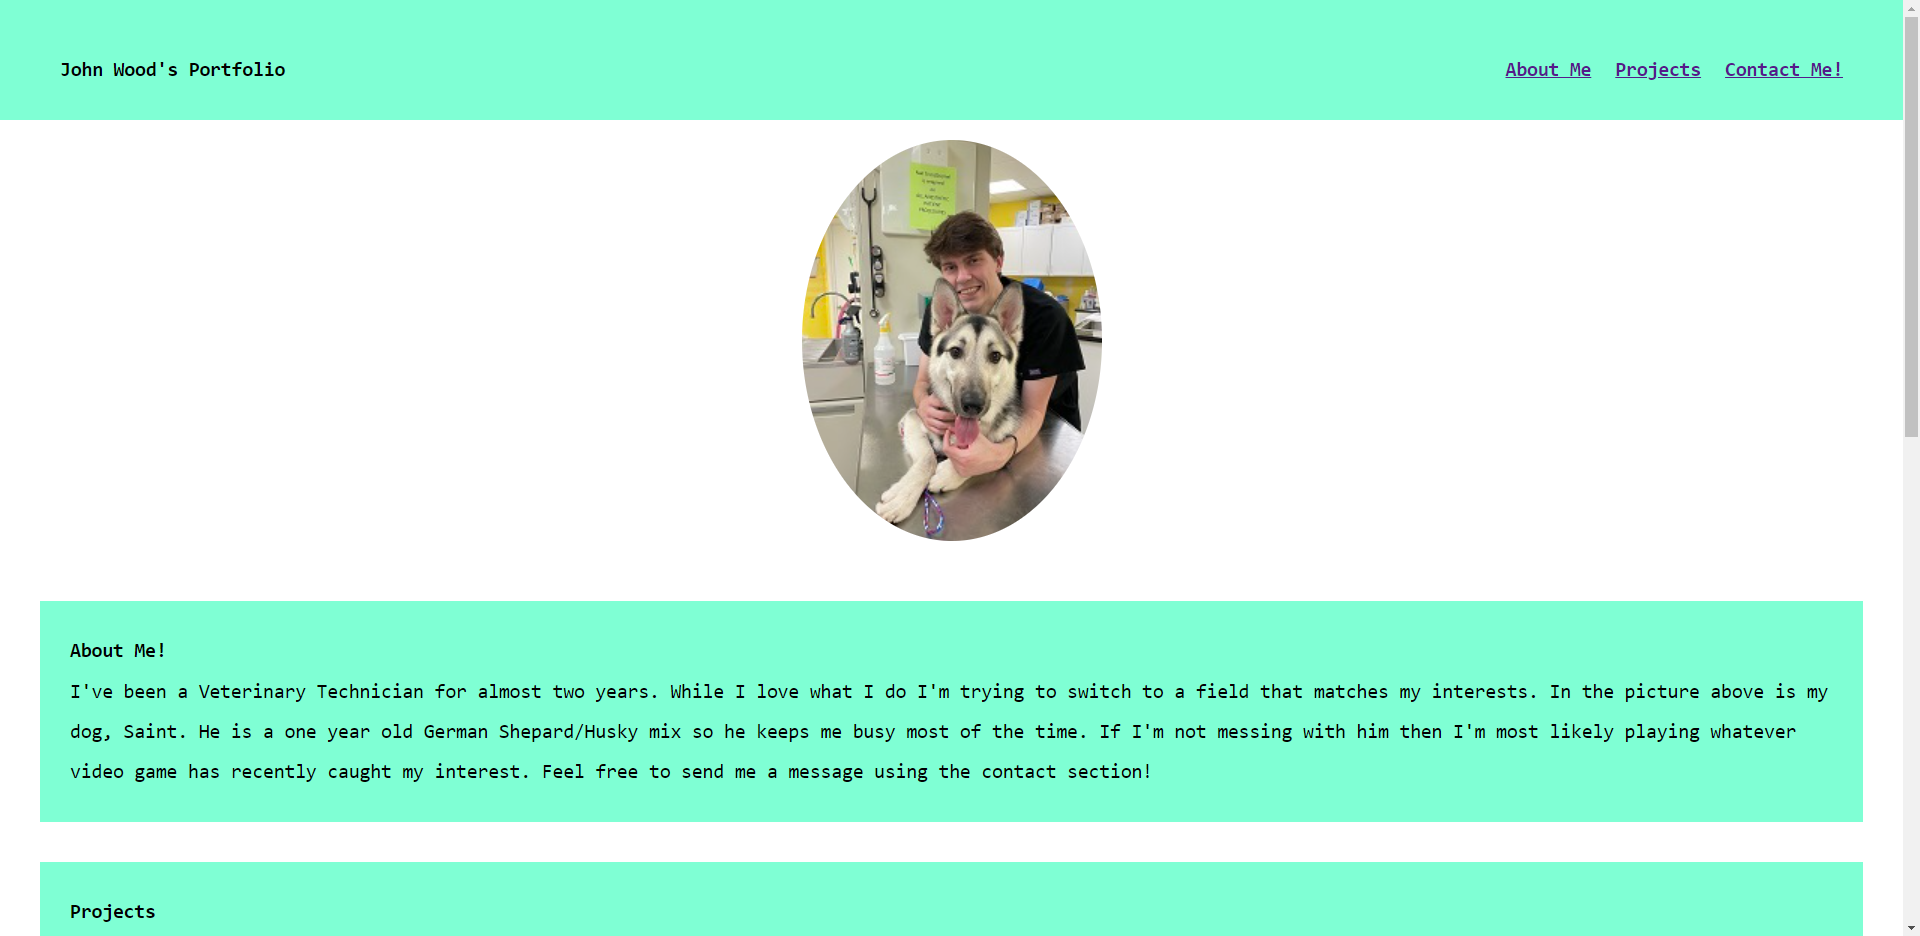 John Wood's Portfolio
About Me Projects Contact Me!
About Me!
I've been a Veterinary Technician for almost two years. While I love what I do I'm trying to switch to a field that matches my interests. In the picture above is my
dog, Saint. He is a one year old German Shepard/Husky mix so he keeps me busy most of the time. If I'm not messing with him then I'm most likely playing whatever
video game has recently caught my interest. Feel free to send me a message using the contact section!
Projects